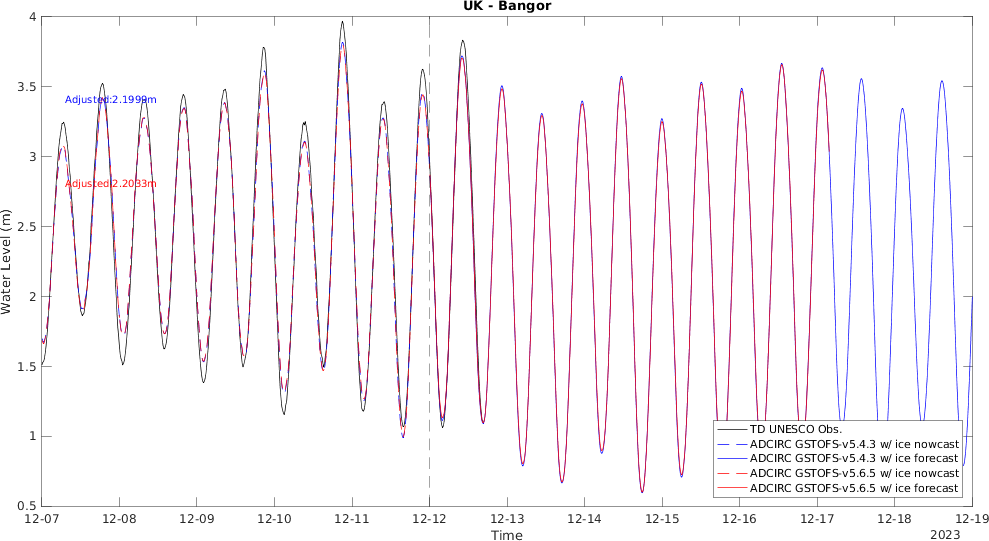 UK - Bangor
4
3.5
3
2.5
2
1.5
1
0.5
Water Level (m)
Adjusted:2.1999m
Adjusted:2.2033m
TD UNESCO Obs.
ADCIRC GSTOFS-v5.4.3 w/ ice nowcast
ADCIRC GSTOFS-v5.4.3 w/ ice forecast
ADCIRC GSTOFS-v5.6.5 w/ ice nowcast
ADCIRC GSTOFS-v5.6.5 w/ ice forecast
12-07 12-08 12-09 12-10 12-11 12-12 12-13 12-14 12-15 12-16 12-17 12-18 12-19
Time
2023